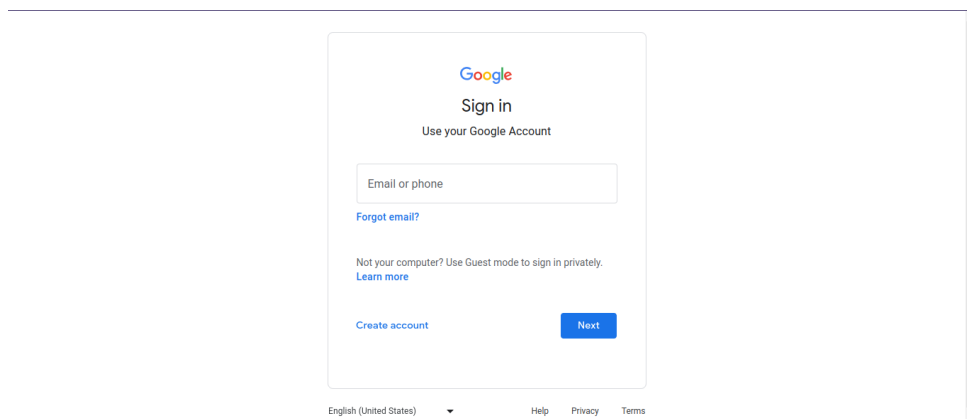 Google
Sign in
Use your Google Account
Email or phone
Forgot email?
Not your computer? Use Guest mode to sign in privately.
Learn more
Create account
Next
English (United States)
Help
Privacy
Terms